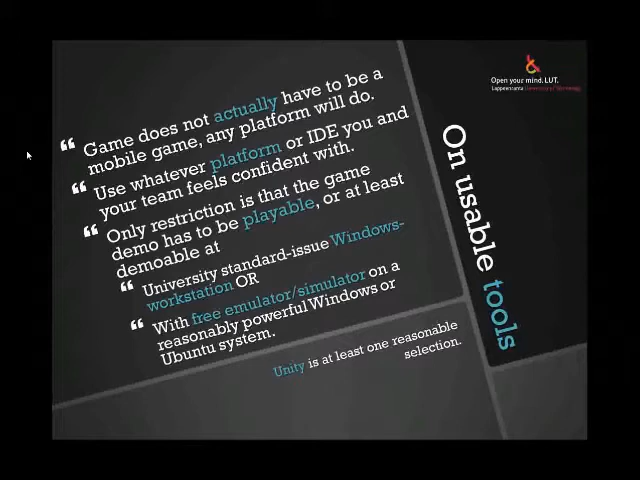 Open your mind. LUT.
Lappeenranta University of Technology
On usable tools
Game does not actually have to be a
mobile game, any platform will do.
Use whatever platform or IDE you and
your team feels confident with.
Only restriction is that the game
demo has to be playable, or at least
demoable at
University standard-issue Windows-
workstation OR
With free emulator/simulator on a
reasonably powerful Windows or
Ubuntu system.
Unity is at least one reasonable
selection.